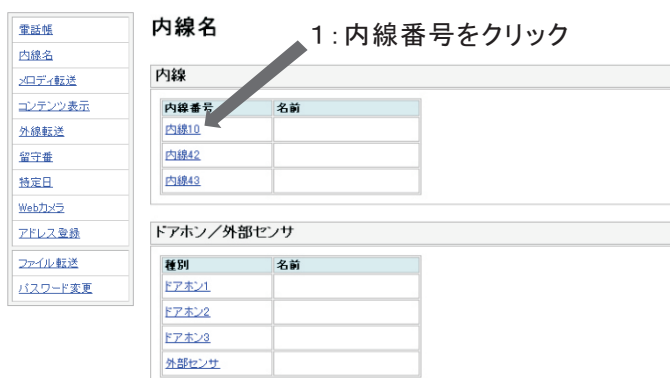 電話帳
内線名
メロディ転送
コンテンツ表示
外線転送
留守番
特定日
Webカメラ
アドレス登録
ファイル転送
パスワード変更
内線名
1：内線番号をクリック
内線
内線番号 名前
内線10
内線42
内線43
ドアホン／外部センサ
種別 名前
ドアホン1
ドアホン2
ドアホン3
外部センサ